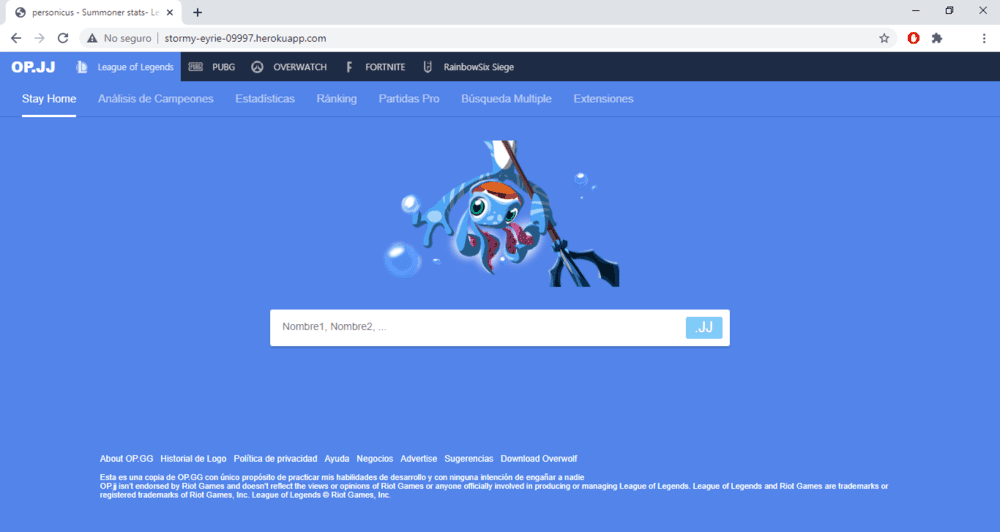 personicus - Summoner stats- Le
No seguro | stormy-eyrie-09997.herokuapp.com
OP.JJ League of Legends PUBG OVERWATCH FORTNITE RainbowSix Siege
Stay Home Análisis de Campeones Estadísticas Ránking Partidas Pro Búsqueda Multiple Extensiones
Nombre1, Nombre2, ... .JJ
About OP.GG Historial de Logo Política de privacidad Ayuda Negocios Advertise Sugerencias Download Overwolf
Esta es una copia de OP.GG con único propósito de practicar mis habilidades de desarrollo y con ninguna intención de engañar a nadie
OP.jj isn't endorsed by Riot Games and doesn't reflect the views or opinions of Riot Games or anyone officially involved in producing or managing League of Legends. League of Legends and Riot Games are trademarks or
registered trademarks of Riot Games, Inc. League of Legends © Riot Games, Inc.